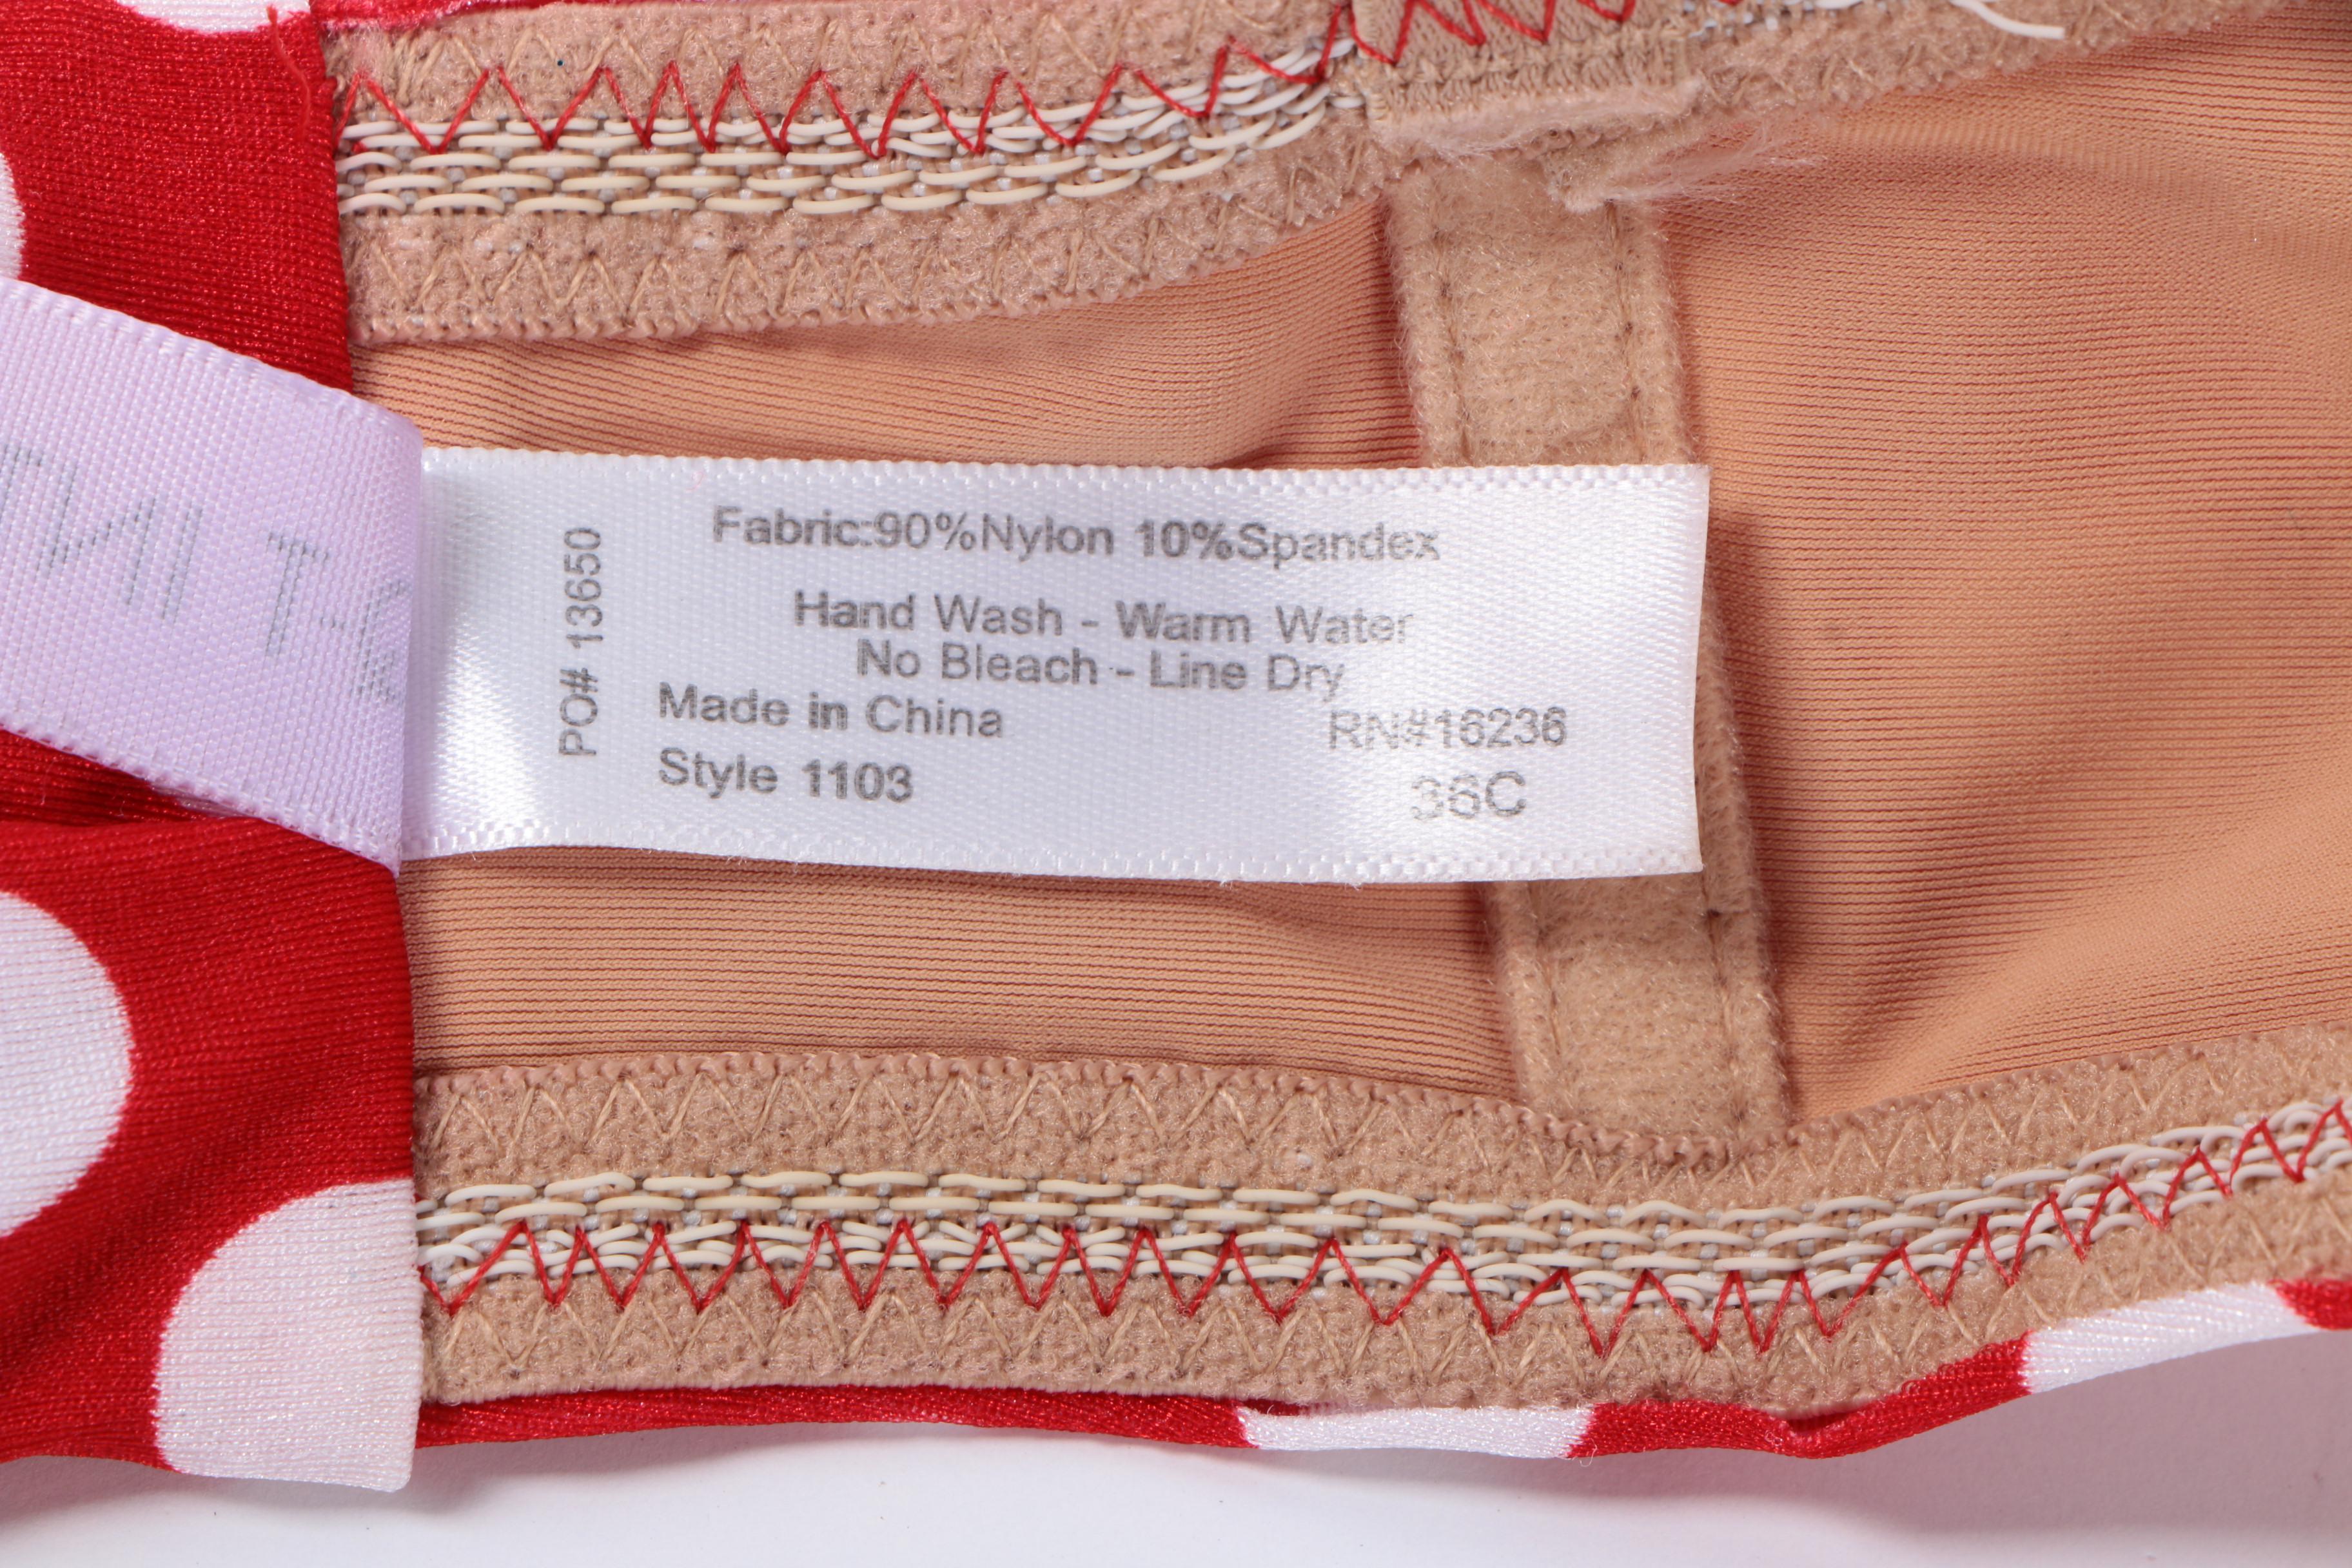 PO# 13650
Fabric:90%Nylon 10%Spandex
Hand Wash - Warm Water
No Bleach - Line Dry
Made in China
RN#16236
Style 1103
36C